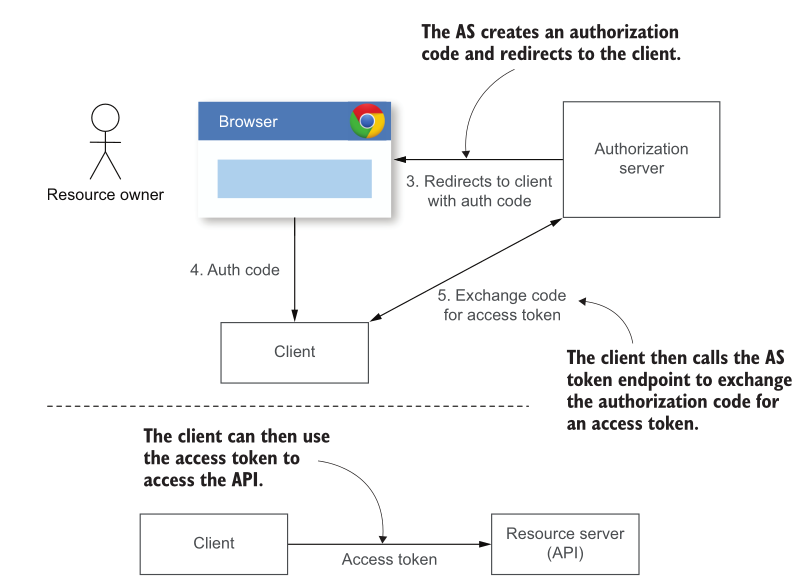 The AS creates an authorization
code and redirects to the client.
Browser
Authorization
server
Resource owner
3. Redirects to client
with auth code
4. Auth code
5. Exchange code
for access token
Client
The client then calls the AS
token endpoint to exchange
the authorization code for
an access token.
The client can then use
the access token to
access the API.
Client
Access token
Resource server
(API)